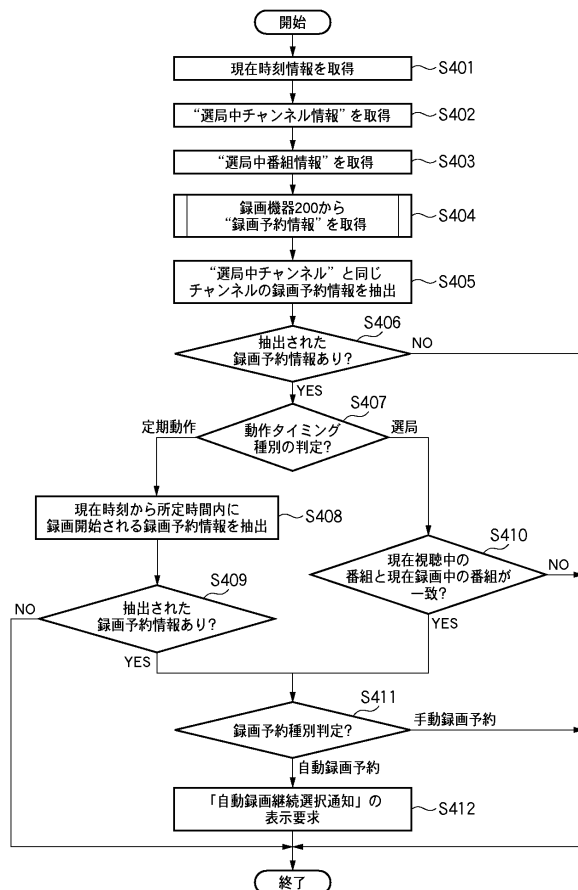 開始
現在時刻情報を取得
S401
“選局中チャンネル情報”を取得
S402
“選局中番組情報”を取得
S403
録画機器200から
“録画予約情報”を取得
S404
“選局中チャンネル”と同じ
チャンネルの録画予約情報を抽出
S405
抽出された
録画予約情報あり?
S406
NO
YES
動作タイミング
種別の判定?
S407
定期動作
選局
現在時刻から所定時間内に
録画開始される録画予約情報を抽出
S408
現在視聴中の
番組と現在録画中の番組が
一致?
S410
NO
YES
抽出された
録画予約情報あり?
S409
NO
YES
録画予約種別判定?
S411
手動録画予約
自動録画予約
「自動録画継続選択通知」の
表示要求
S412
終了